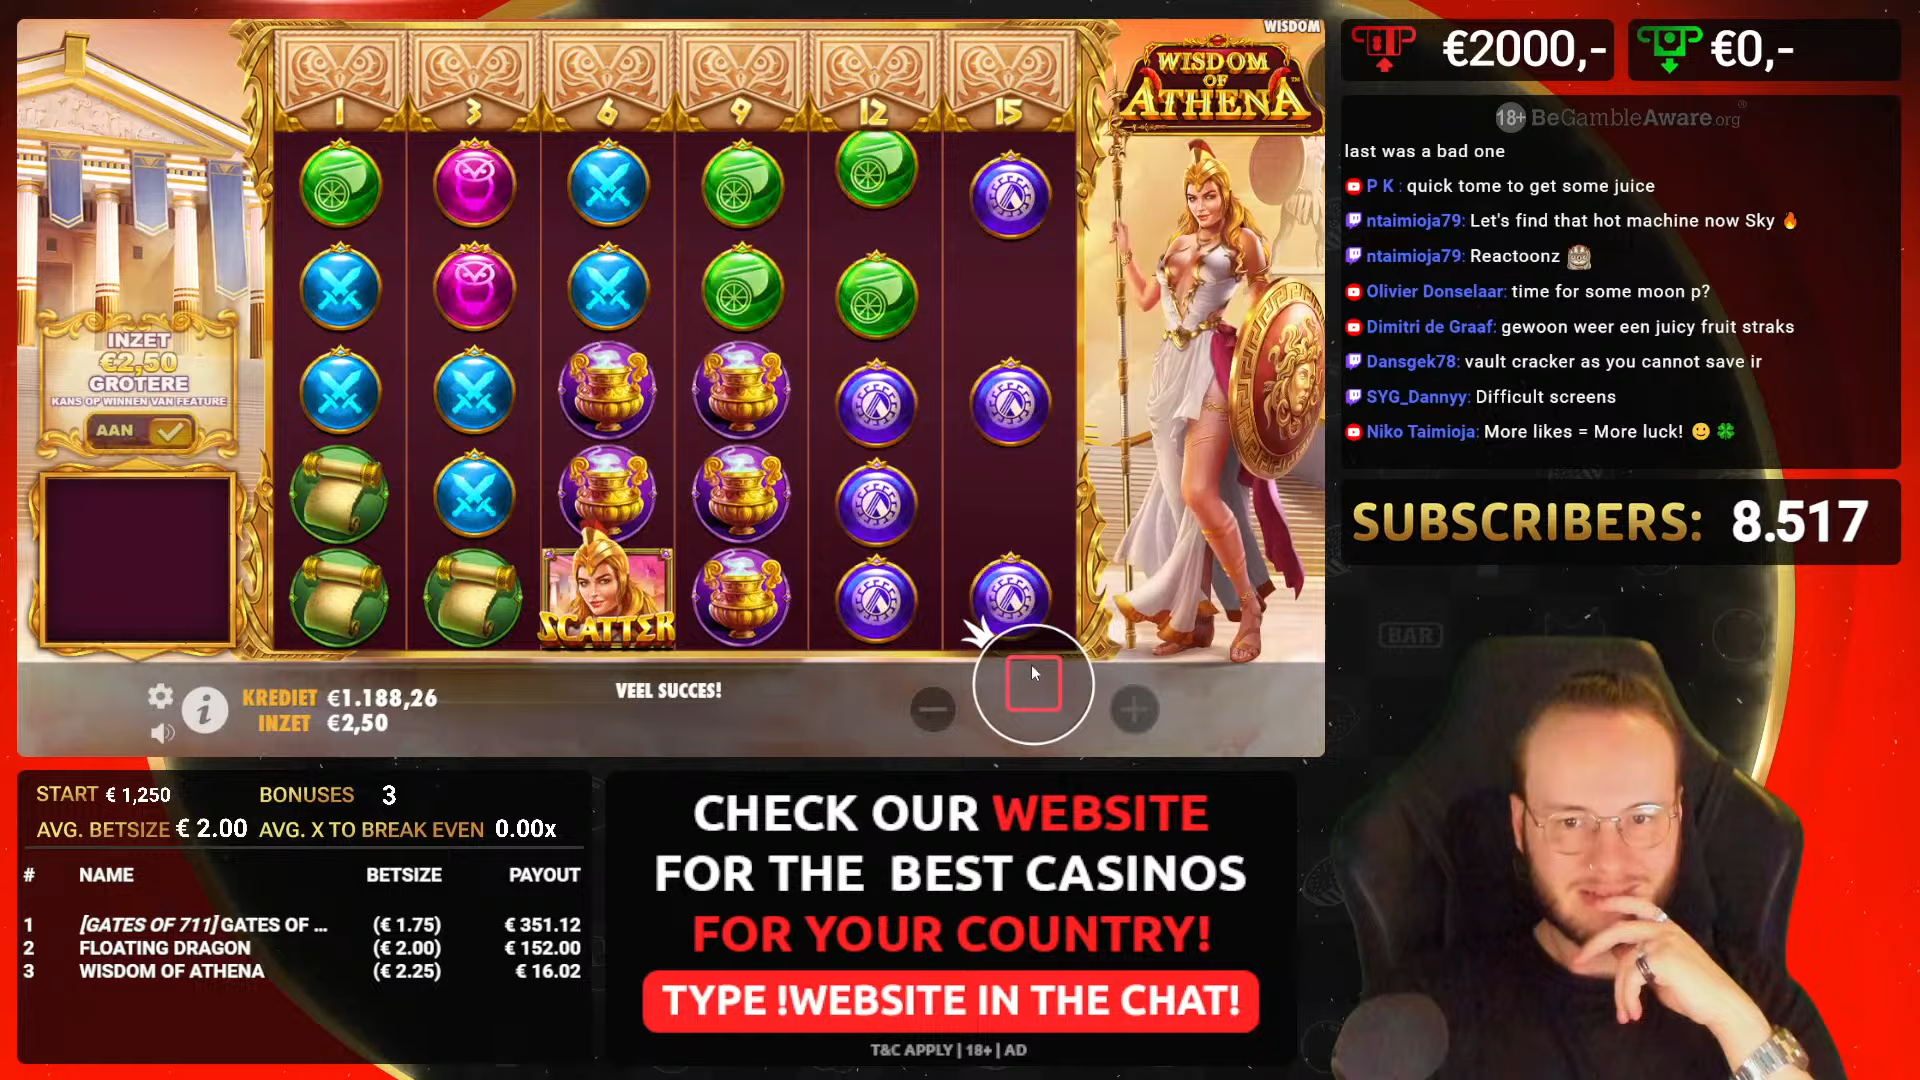 WISDOM
WISDOM
OF
ATHENA™
1 3 6 9 12 15
INZET
€2,50
GROTERE
KANS OP WINNEN VAN FEATURE
AAN
SCATTER
KREDIET €1.188,26
INZET €2,50
VEEL SUCCES!
€2000,-
€0,-
18+ BeGambleAware.org®
last was a bad one
P K : quick tome to get some juice
ntaimioja79: Let's find that hot machine now Sky 🔥
ntaimioja79: Reactoonz
Olivier Donselaar: time for some moon p?
Dimitri de Graaf: gewoon weer een juicy fruit straks
Dansgek78: vault cracker as you cannot save ir
SYG_Dannyy: Difficult screens
Niko Taimioja: More likes = More luck! 🙂 🍀
SUBSCRIBERS: 8.517
BAR
START € 1,250 BONUSES 3
AVG. BETSIZE € 2.00 AVG. X TO BREAK EVEN 0.00x
# NAME BETSIZE PAYOUT
1 [GATES OF 711] GATES OF ... (€ 1.75) € 351.12
2 FLOATING DRAGON (€ 2.00) € 152.00
3 WISDOM OF ATHENA (€ 2.25) € 16.02
CHECK OUR WEBSITE
FOR THE BEST CASINOS
FOR YOUR COUNTRY!
TYPE !WEBSITE IN THE CHAT!
T&C APPLY | 18+ | AD